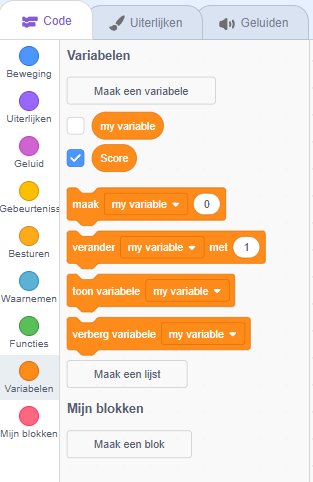 Code Uiterlijken Geluiden
Beweging
Uiterlijken
Geluid
Gebeurteniss
Besturen
Waarnemen
Functies
Variabelen
Mijn blokken
Variabelen
Maak een variabele
my variable
Score
maak my variable 0
verander my variable met 1
toon variabele my variable
verberg variabele my variable
Maak een lijst
Mijn blokken
Maak een blok